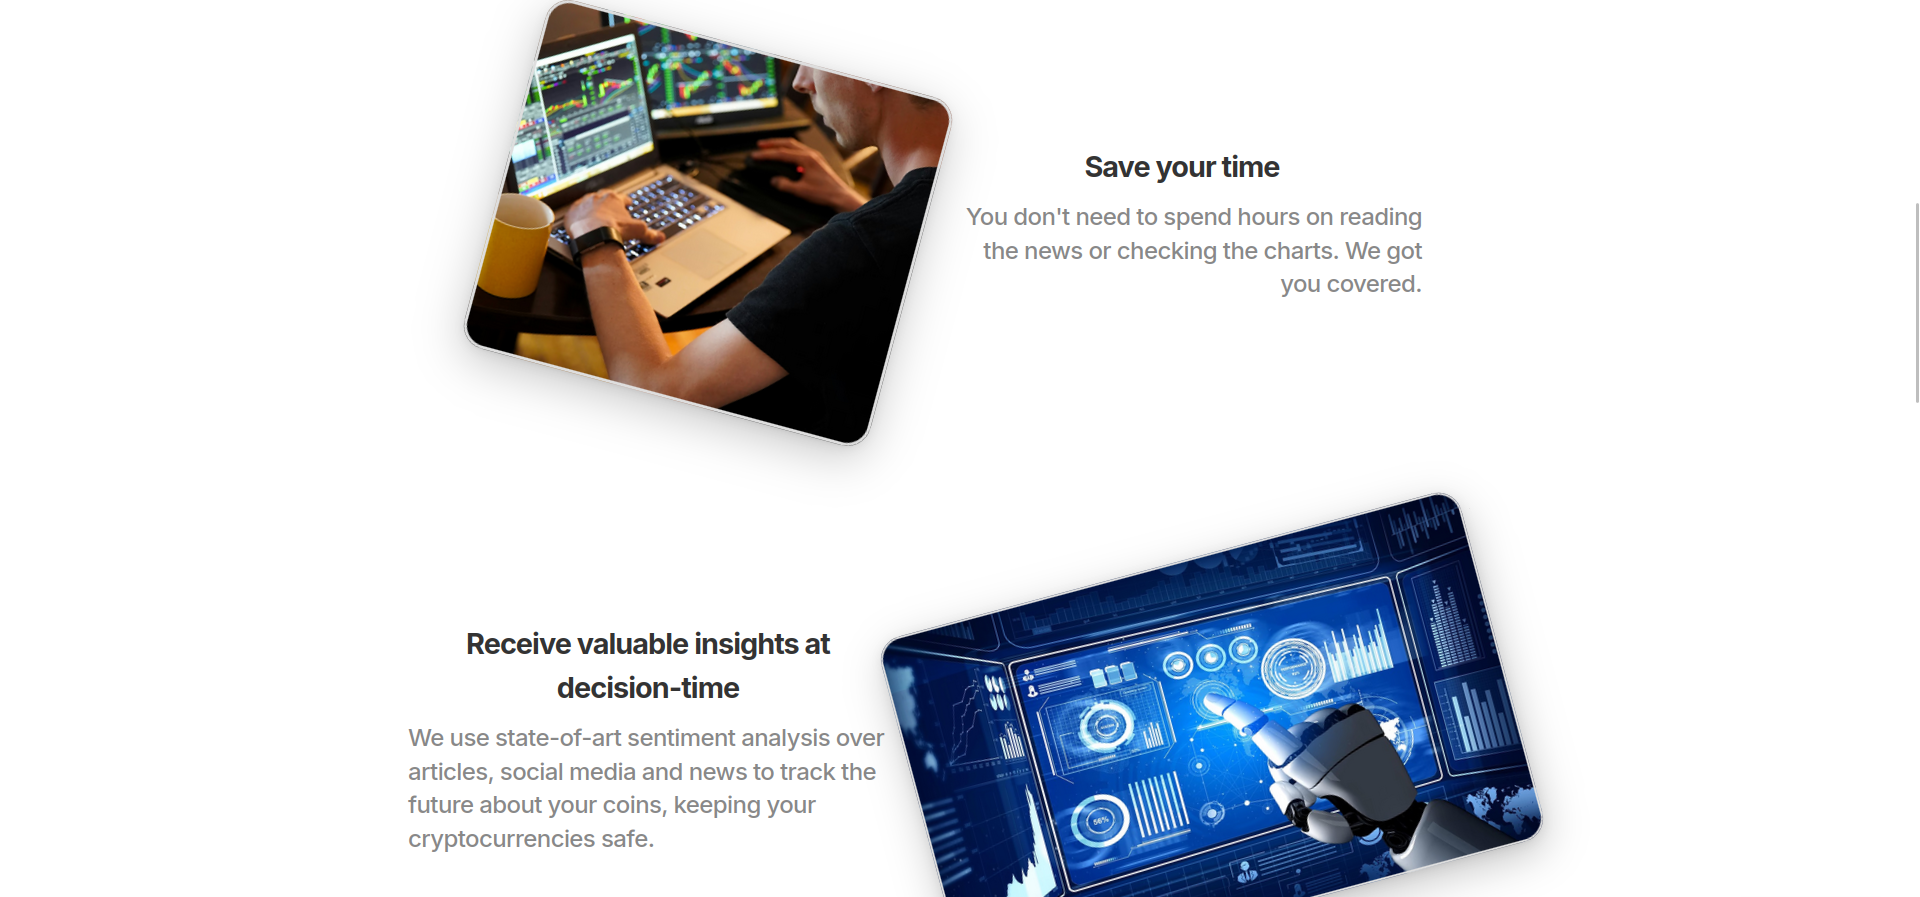 Save your time
You don't need to spend hours on reading
the news or checking the charts. We got
you covered.
Receive valuable insights at
decision-time
We use state-of-art sentiment analysis over
articles, social media and news to track the
future about your coins, keeping your
cryptocurrencies safe.
56%